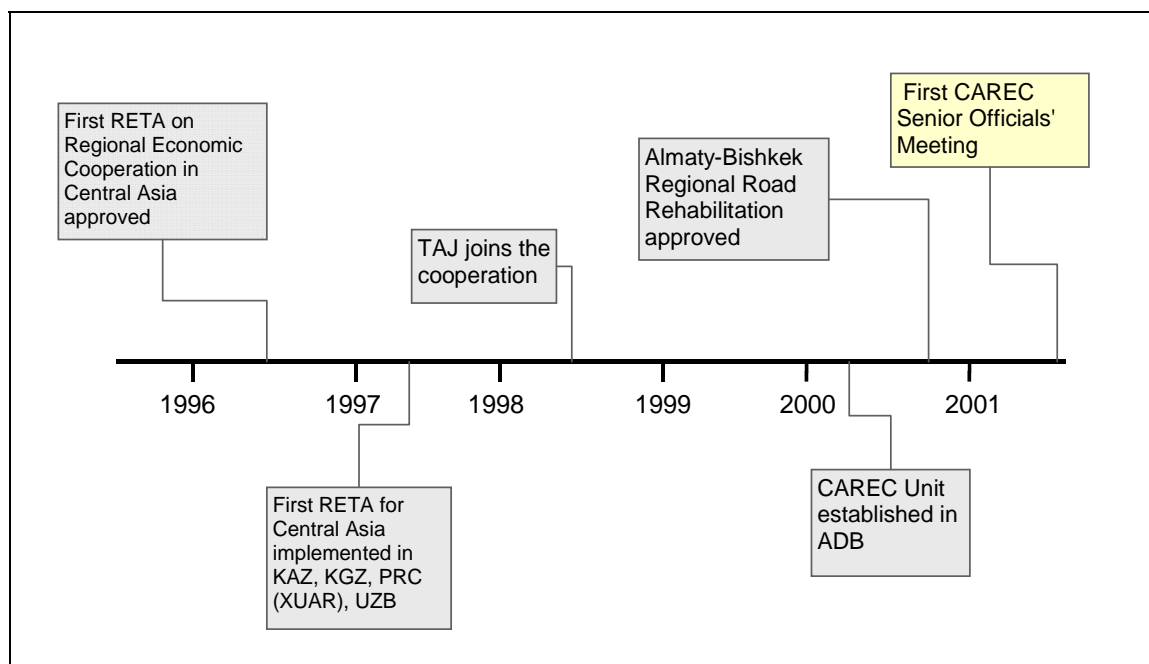 First RETA on
Regional Economic
Cooperation in
Central Asia
approved
TAJ joins the
cooperation
Almaty-Bishkek
Regional Road
Rehabilitation
approved
First CAREC
Senior Officials'
Meeting
1996
1997
1998
1999
2000
2001
First RETA for
Central Asia
implemented in
KAZ, KGZ, PRC
(XUAR), UZB
CAREC Unit
established in
ADB